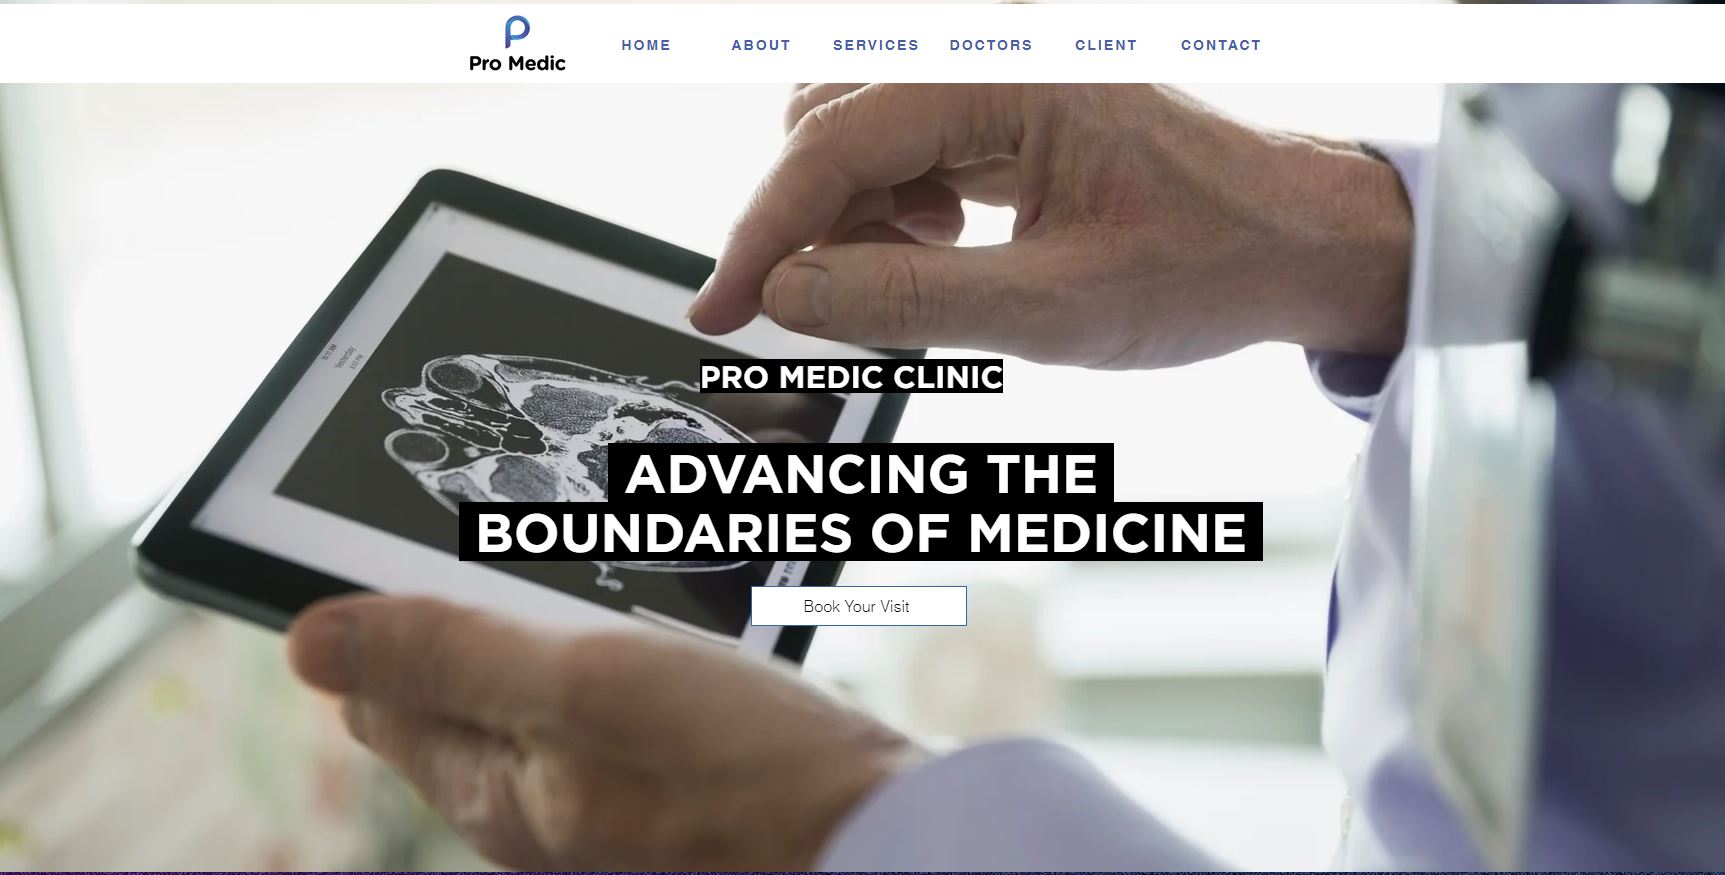 Pro Medic
HOME ABOUT SERVICES DOCTORS CLIENT CONTACT
Yesterday
PRO MEDIC CLINIC
ADVANCING THE
BOUNDARIES OF MEDICINE
Book Your Visit